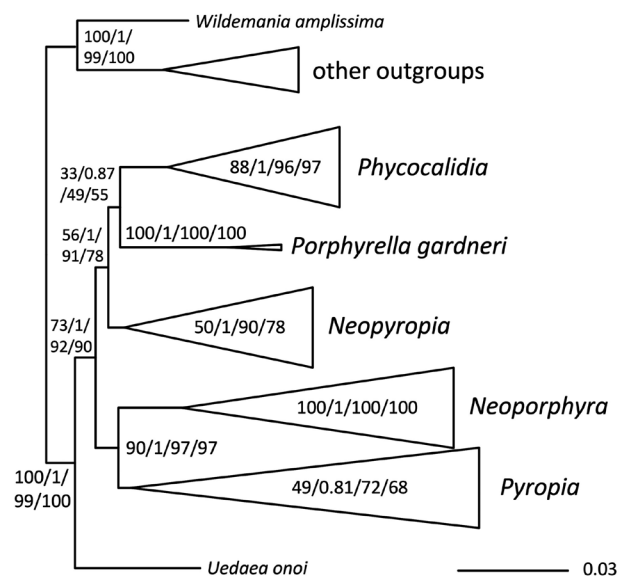 Wildemania amplissima
100/1/
99/100
other outgroups
88/1/96/97
Phycocalidia
33/0.87
/49/55
100/1/100/100
Porphyrella gardneri
56/1/
91/78
50/1/90/78
Neopyropia
73/1/
92/90
100/1/100/100
Neoporphyra
90/1/97/97
49/0.81/72/68
Pyropia
100/1/
99/100
Uedaea onoi
0.03